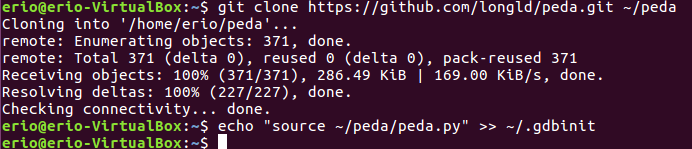 erio@erio-VirtualBox:~$ git clone https://github.com/longld/peda.git ~/peda
Cloning into '/home/erio/peda'...
remote: Enumerating objects: 371, done.
remote: Total 371 (delta 0), reused 0 (delta 0), pack-reused 371
Receiving objects: 100% (371/371), 286.49 KiB | 169.00 KiB/s, done.
Resolving deltas: 100% (227/227), done.
Checking connectivity... done.
erio@erio-VirtualBox:~$ echo "source ~/peda/peda.py" >> ~/.gdbinit
erio@erio-VirtualBox:~$